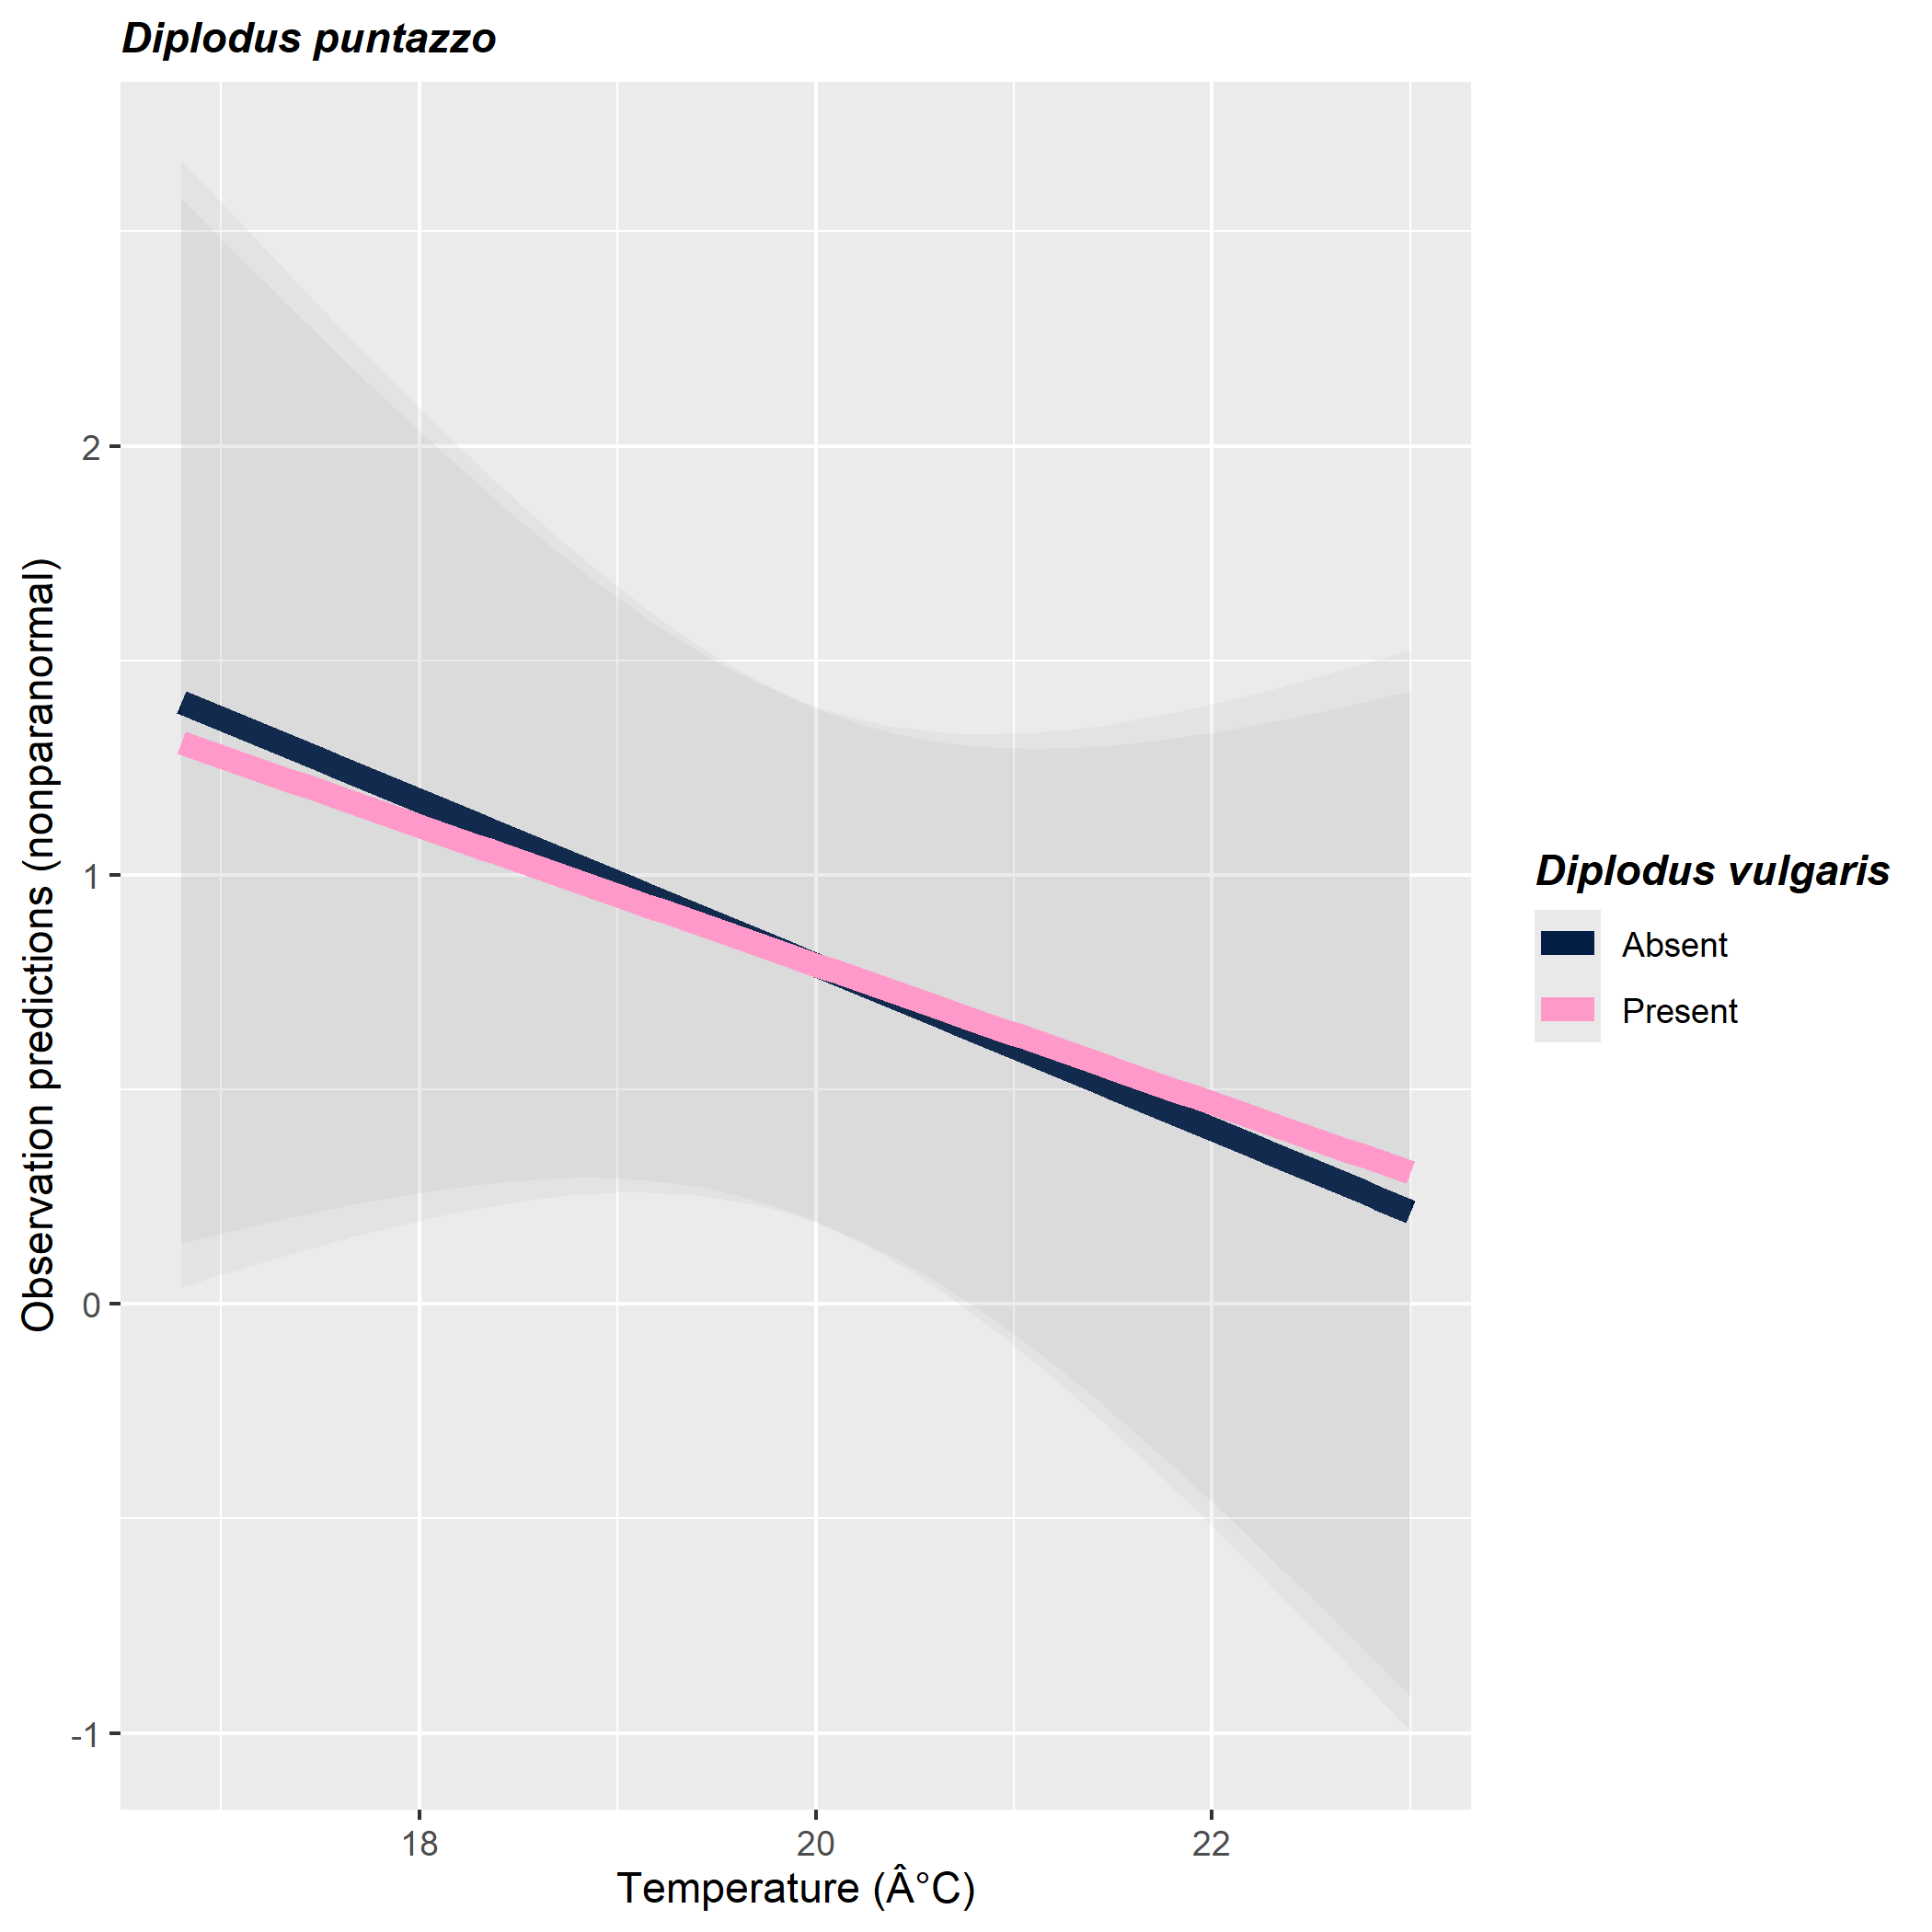 Diplodus puntazzo
Observation predictions (nonparanormal)
2
1
0
-1
18 20 22
Temperature (Â°C)
Diplodus vulgaris
Absent
Present